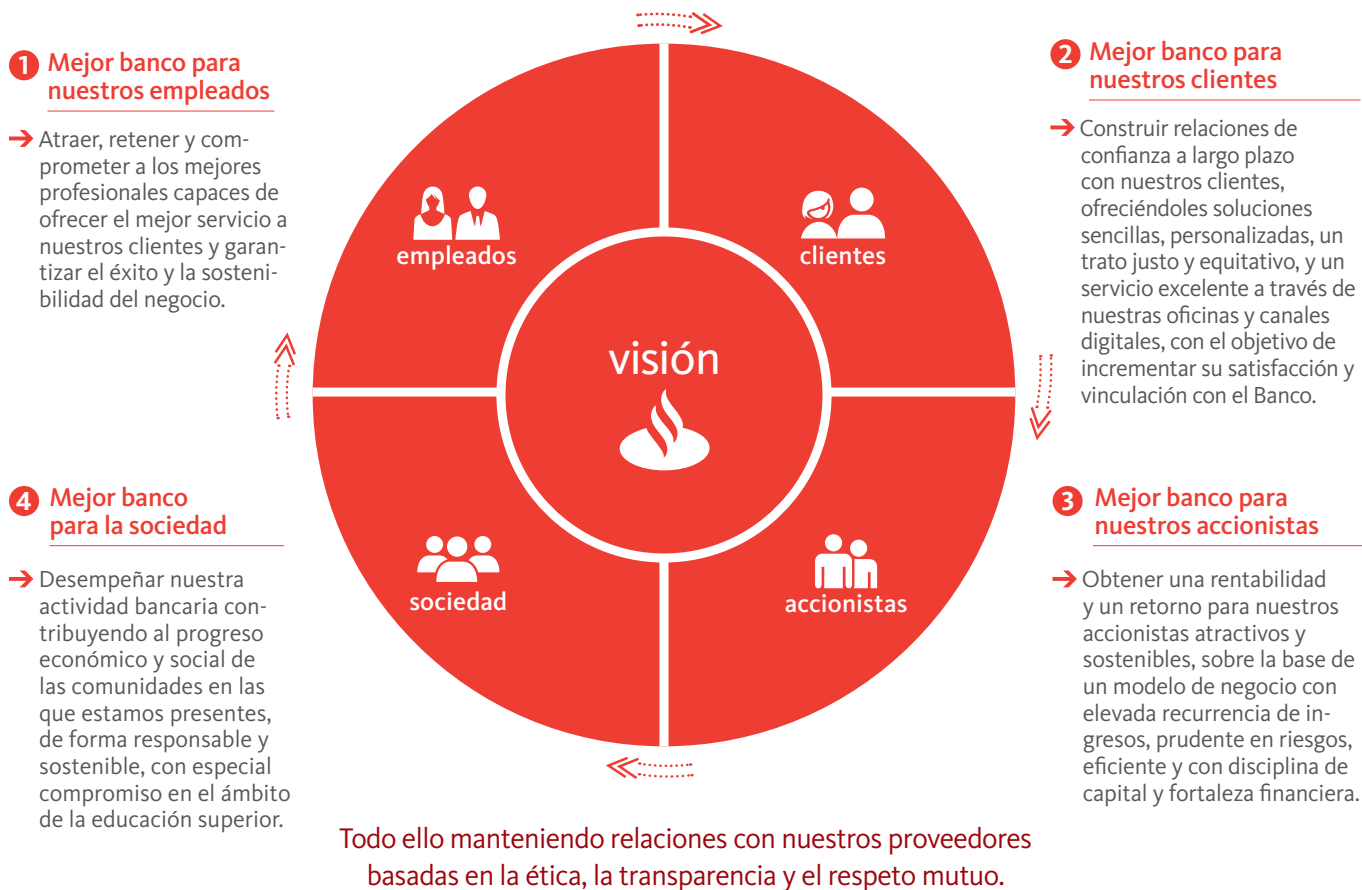 1 Mejor banco para
nuestros empleados
➔ Atraer, retener y com-
prometer a los mejores
profesionales capaces de
ofrecer el mejor servicio a
nuestros clientes y garan-
tizar el éxito y la sosteni-
bilidad del negocio.
2 Mejor banco para
nuestros clientes
➔ Construir relaciones de
confianza a largo plazo
con nuestros clientes,
ofreciéndoles soluciones
sencillas, personalizadas, un
trato justo y equitativo, y un
servicio excelente a través de
nuestras oficinas y canales
digitales, con el objetivo de
incrementar su satisfacción y
vinculación con el Banco.
empleados
clientes
visión
sociedad
accionistas
3 Mejor banco para
nuestros accionistas
➔ Obtener una rentabilidad
y un retorno para nuestros
accionistas atractivos y
sostenibles, sobre la base de
un modelo de negocio con
elevada recurrencia de in-
gresos, prudente en riesgos,
eficiente y con disciplina de
capital y fortaleza financiera.
4 Mejor banco
para la sociedad
➔ Desempeñar nuestra
actividad bancaria con-
tribuyendo al progreso
económico y social de
las comunidades en las
que estamos presentes,
de forma responsable y
sostenible, con especial
compromiso en el ámbito
de la educación superior.
Todo ello manteniendo relaciones con nuestros proveedores
basadas en la ética, la transparencia y el respeto mutuo.